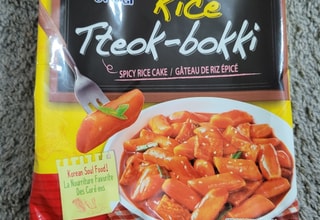 Rice
Tteok-bokki
SPICY RICE CAKE / GÂTEAU DE RIZ ÉPICÉ
Korean Soul Food!
La Nourriture Favorite
Des Coréens